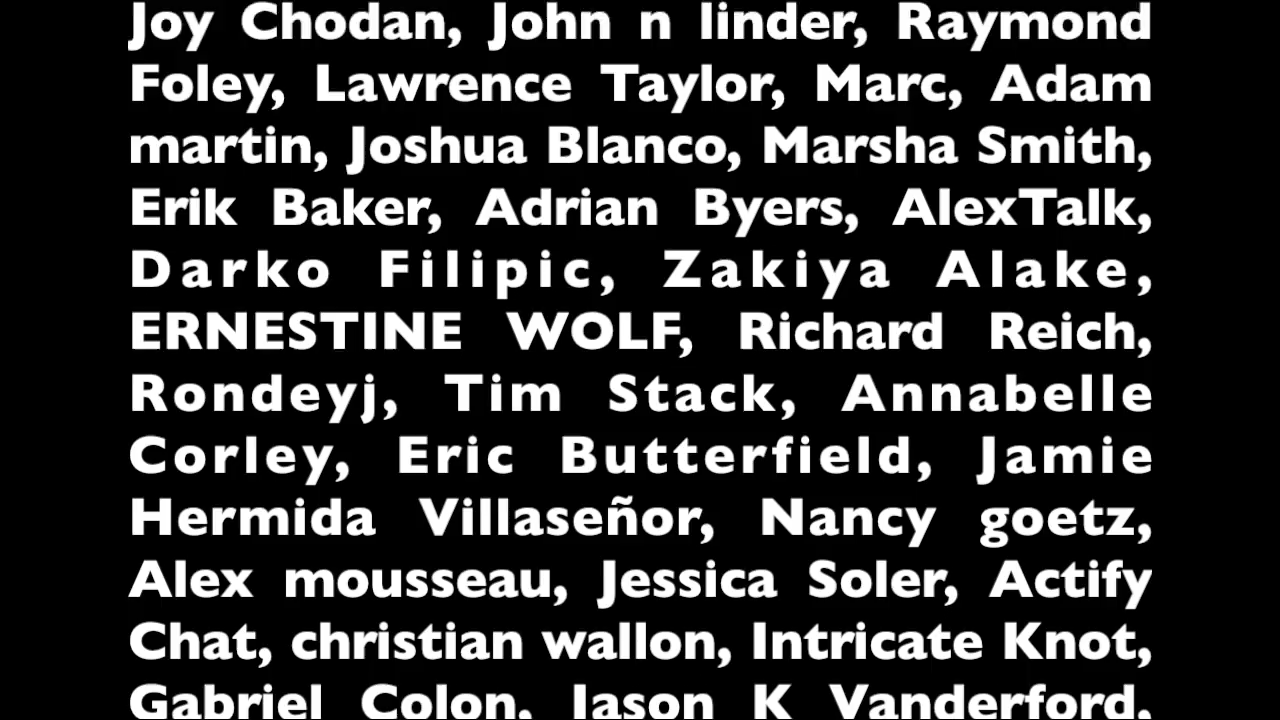 Joy Chodan, John n linder, Raymond
Foley, Lawrence Taylor, Marc, Adam
martin, Joshua Blanco, Marsha Smith,
Erik Baker, Adrian Byers, AlexTalk,
Darko Filipic, Zakiya Alake,
ERNESTINE WOLF, Richard Reich,
Rondeyj, Tim Stack, Annabelle
Corley, Eric Butterfield, Jamie
Hermida Villaseñor, Nancy goetz,
Alex mousseau, Jessica Soler, Actify
Chat, christian wallon, Intricate Knot,
Gabriel Colon, Jason K Vanderford,